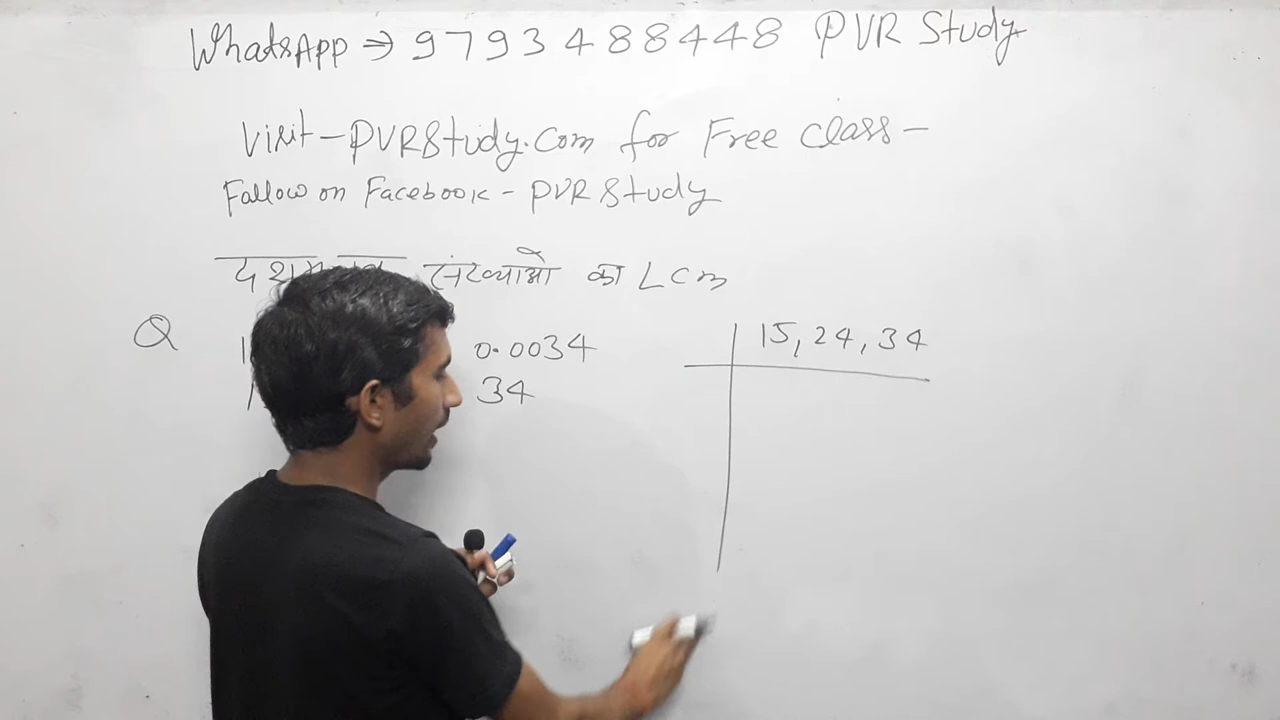 WhatsApp ⇒ 9793488448 PVR Study
Visit - PVRStudy.Com for Free class -
Fallow on Facebook - PVR Study
संख्याओ का LCm
Q 0.0034
34
15, 24, 34